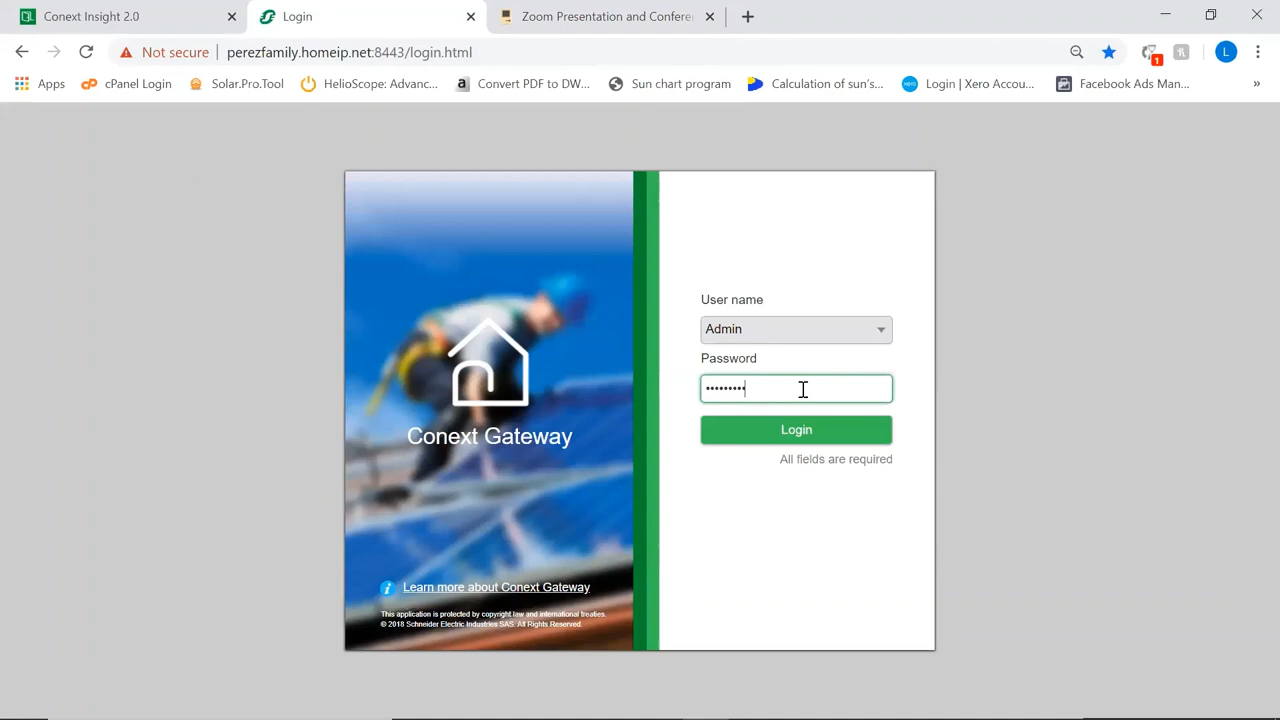 Conext Insight 2.0
Login
Zoom Presentation and Confere
Not secure
perezfamily.homeip.net:8443/login.html
1
L
Apps
cPanel Login
Solar.Pro.Tool
HelioScope: Advanc...
a
Convert PDF to DW...
Sun chart program
Calculation of sun's...
xero
Login | Xero Accou...
Facebook Ads Man...
»
User name
Admin
Password
•••••••••
Login
All fields are required
Conext Gateway
i
Learn more about Conext Gateway
This application is protected by copyright law and international treaties.
© 2018 Schneider Electric Industries SAS. All Rights Reserved.